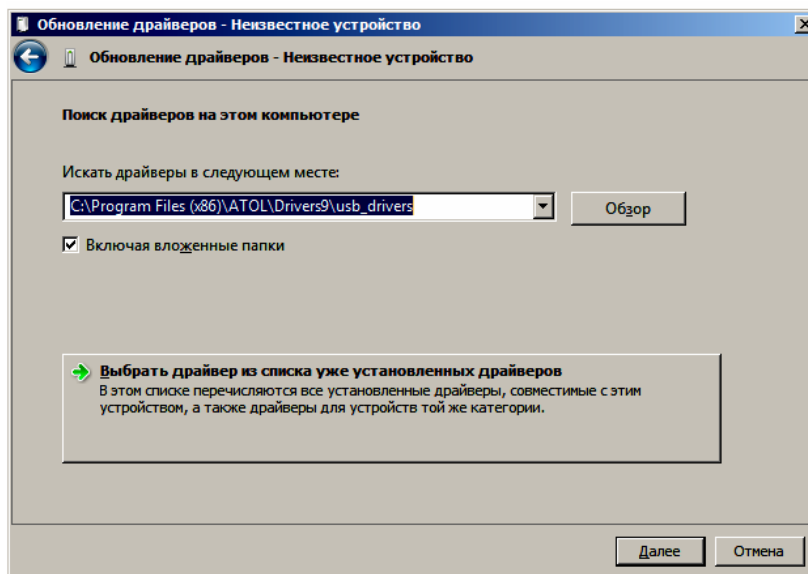 Обновление драйверов - Неизвестное устройство
Обновление драйверов - Неизвестное устройство
Поиск драйверов на этом компьютере
Искать драйверы в следующем месте:
C:\Program Files (x86)\ATOL\Drivers9\usb_drivers
Обзор
Включая вложенные папки
Выбрать драйвер из списка уже установленных драйверов
В этом списке перечисляются все установленные драйверы, совместимые с этим
устройством, а также драйверы для устройств той же категории.
Далее
Отмена